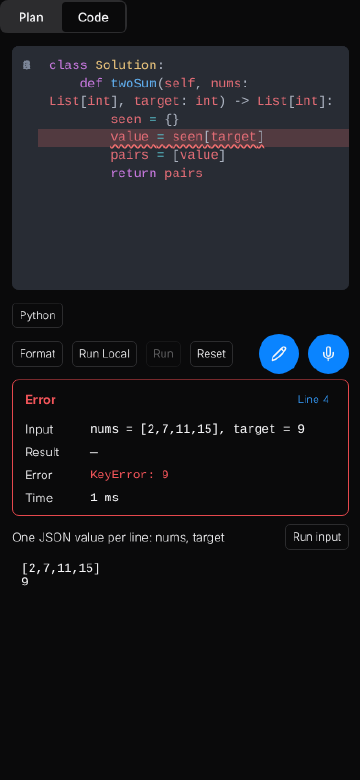 Plan Code
class Solution:
    def twoSum(self, nums:
List[int], target: int) -> List[int]:
        seen = {}
        value = seen[target]
        pairs = [value]
        return pairs
Python
Format Run Local Run Reset
Error Line 4
Input nums = [2,7,11,15], target = 9
Result —
Error KeyError: 9
Time 1 ms
One JSON value per line: nums, target Run input
[2,7,11,15]
9